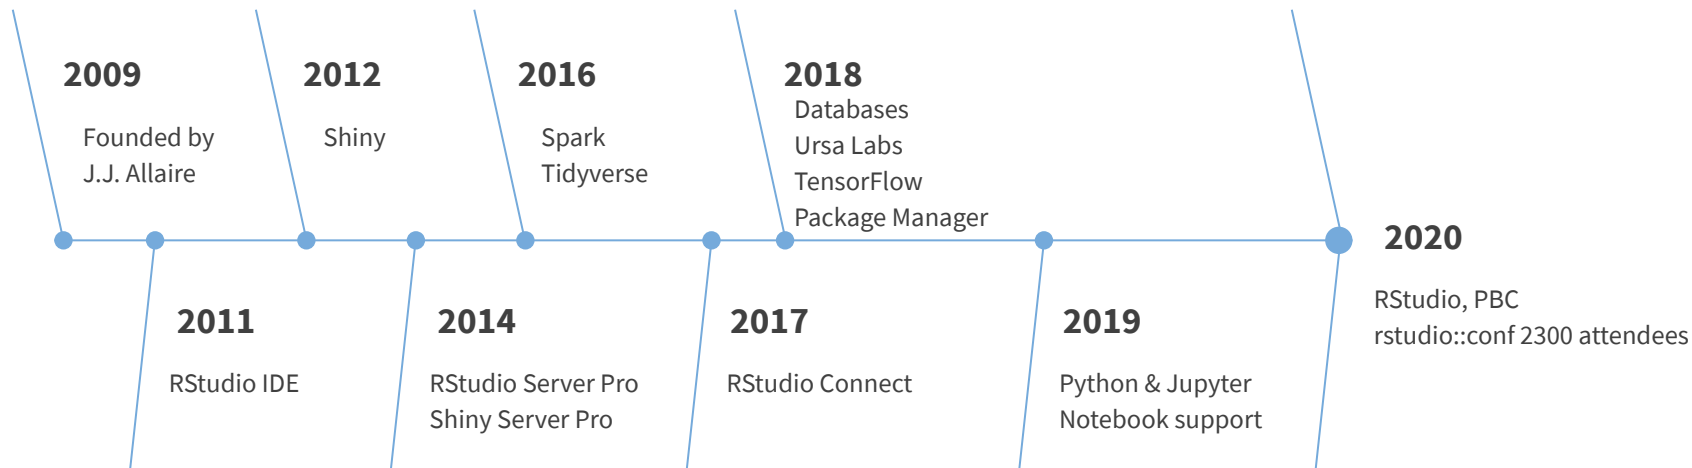 2009
Founded by
J.J. Allaire
2011
RStudio IDE
2012
Shiny
2014
RStudio Server Pro
Shiny Server Pro
2016
Spark
Tidyverse
2017
RStudio Connect
2018
Databases
Ursa Labs
TensorFlow
Package Manager
2019
Python & Jupyter
Notebook support
2020
RStudio, PBC
rstudio::conf 2300 attendees